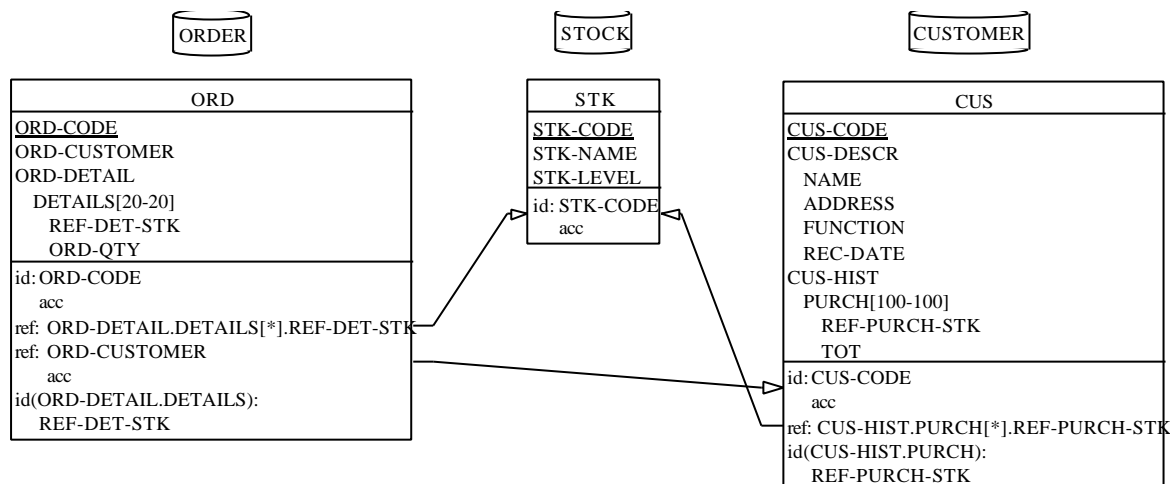 ORDER
STOCK
CUSTOMER
ORD
ORD-CODE
ORD-CUSTOMER
ORD-DETAIL
DETAILS[20-20]
REF-DET-STK
ORD-QTY
id: ORD-CODE
acc
ref: ORD-DETAIL.DETAILS[*].REF-DET-STK
ref: ORD-CUSTOMER
acc
id(ORD-DETAIL.DETAILS):
REF-DET-STK
STK
STK-CODE
STK-NAME
STK-LEVEL
id: STK-CODE
acc
CUS
CUS-CODE
CUS-DESCR
NAME
ADDRESS
FUNCTION
REC-DATE
CUS-HIST
PURCH[100-100]
REF-PURCH-STK
TOT
id: CUS-CODE
acc
ref: CUS-HIST.PURCH[*].REF-PURCH-STK
id(CUS-HIST.PURCH):
REF-PURCH-STK